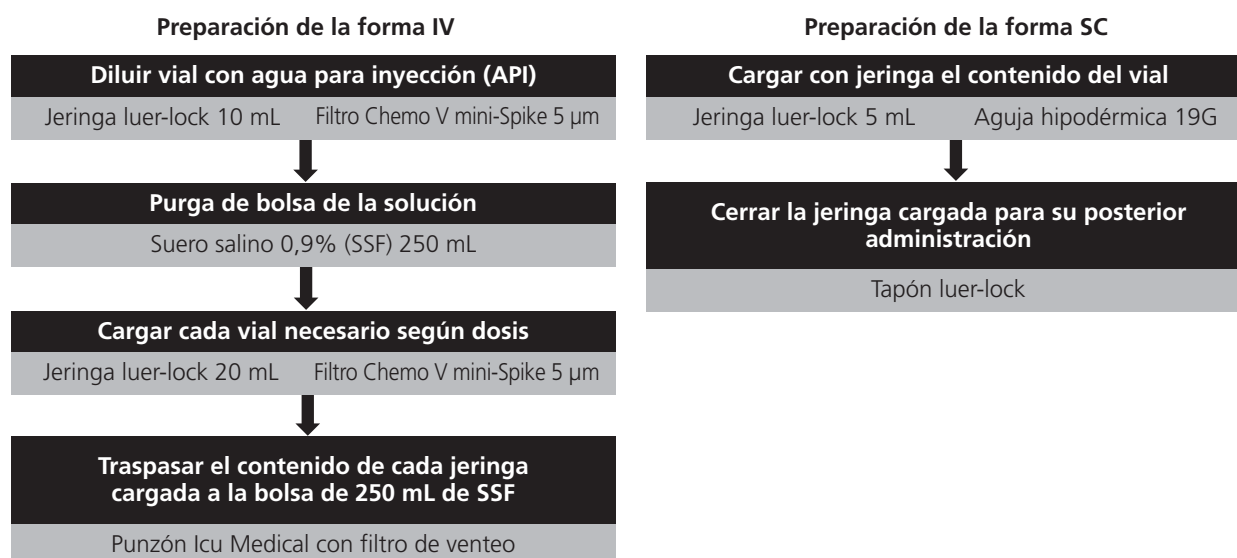 Preparación de la forma IV
Diluir vial con agua para inyección (API)
Jeringa luer-lock 10 mL Filtro Chemo V mini-Spike 5 µm
Purga de bolsa de la solución
Suero salino 0,9% (SSF) 250 mL
Cargar cada vial necesario según dosis
Jeringa luer-lock 20 mL Filtro Chemo V mini-Spike 5 µm
Traspasar el contenido de cada jeringa
cargada a la bolsa de 250 mL de SSF
Punzón Icu Medical con filtro de venteo
Preparación de la forma SC
Cargar con jeringa el contenido del vial
Jeringa luer-lock 5 mL Aguja hipodérmica 19G
Cerrar la jeringa cargada para su posterior
administración
Tapón luer-lock